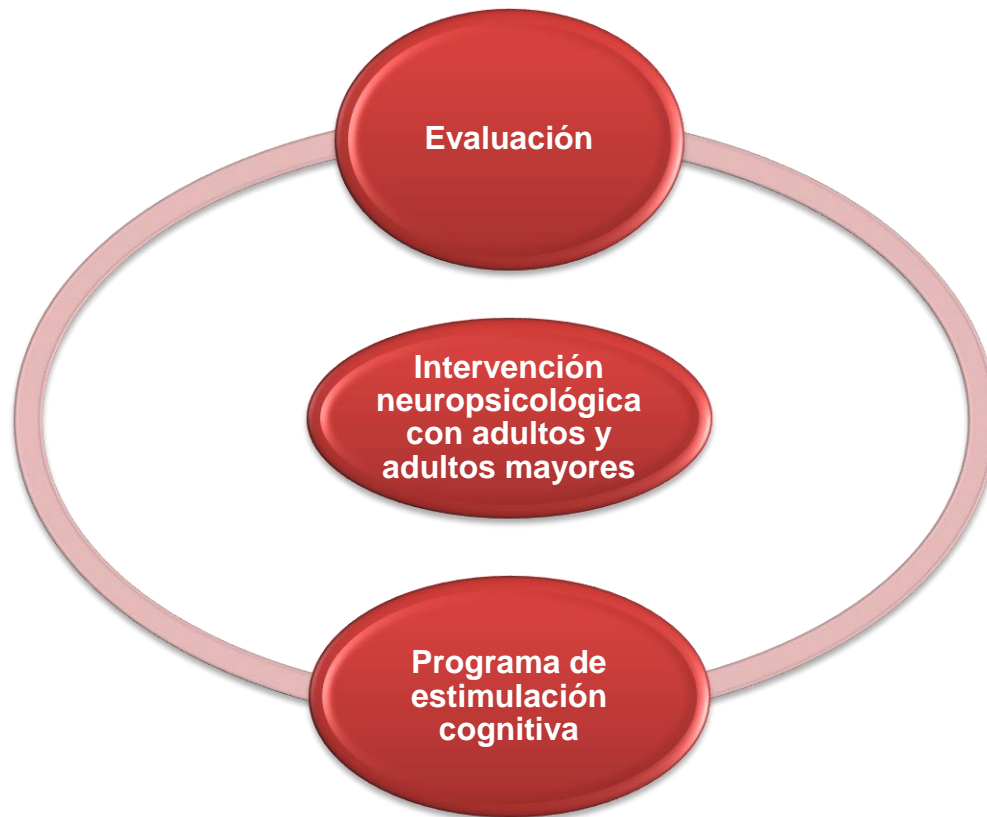 Evaluación
Intervención
neuropsicológica
con adultos y
adultos mayores
Programa de
estimulación
cognitiva